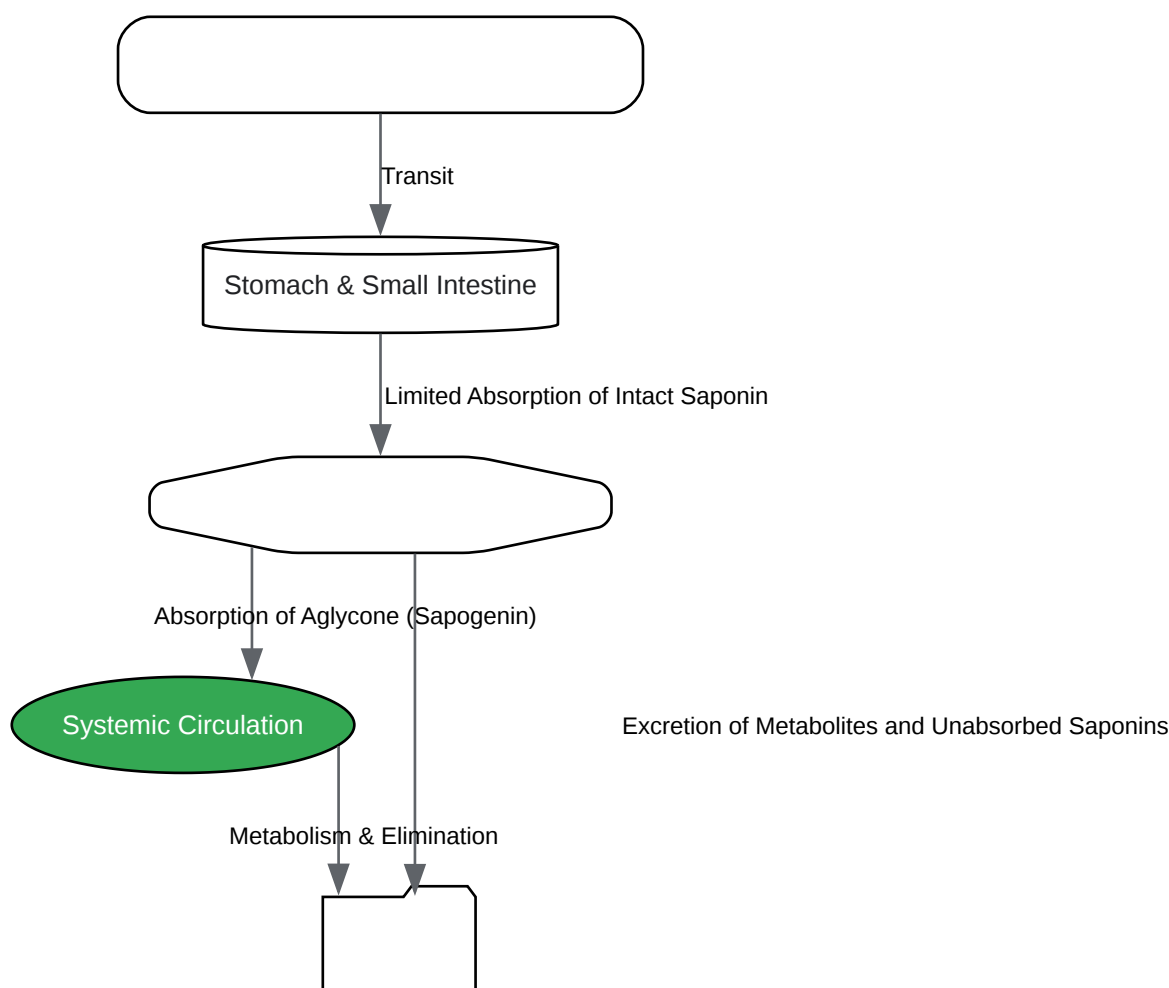 Transit
Stomach & Small Intestine
Limited Absorption of Intact Saponin
Absorption of Aglycone (Sapogenin)
Systemic Circulation
Excretion of Metabolites and Unabsorbed Saponins
Metabolism & Elimination